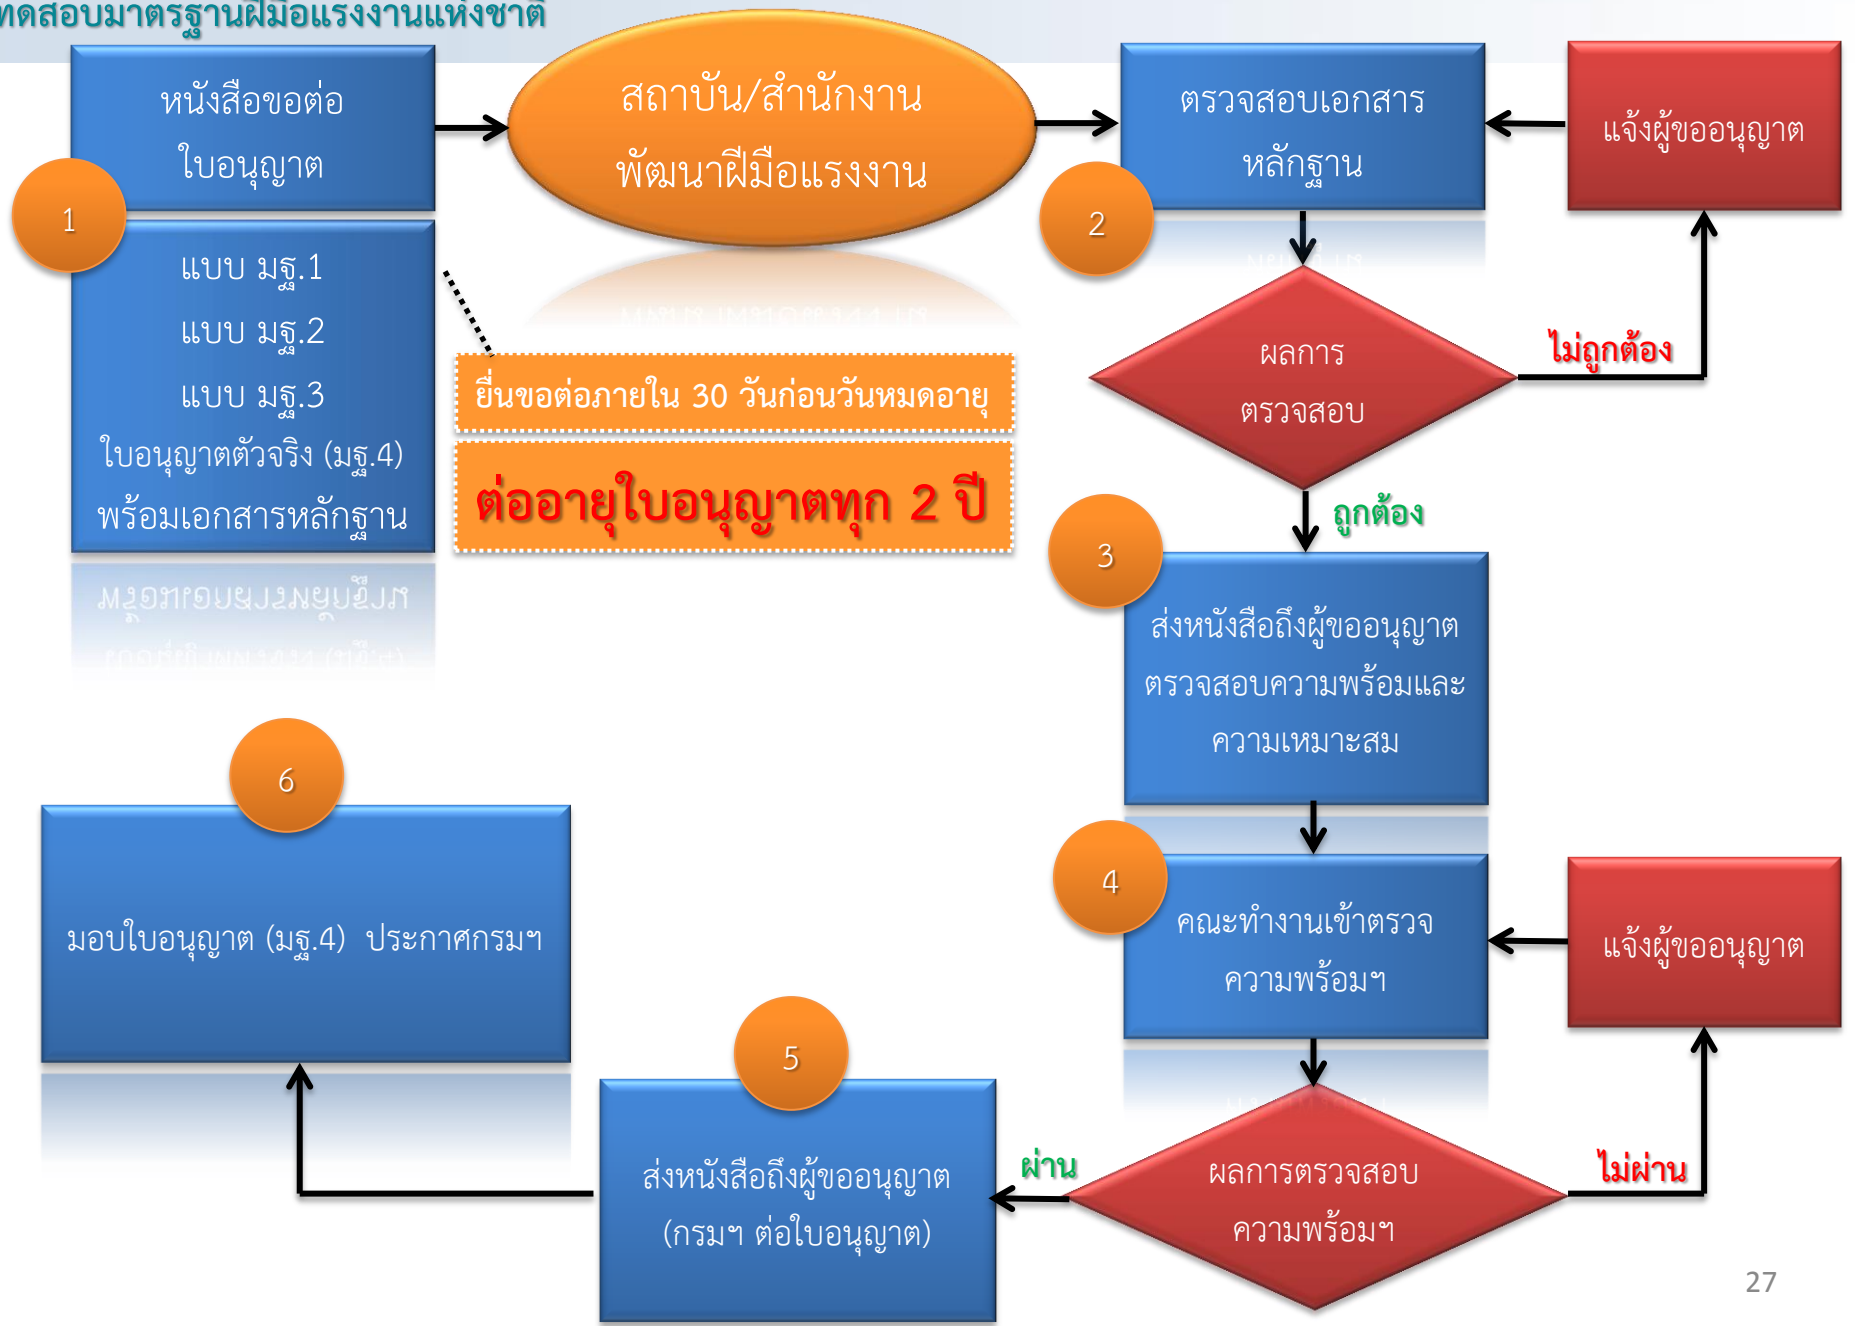 ทดสอบมาตรฐานฝีมือแรงงานแห่งชาติ
หนังสือขอต่อ
ใบอนุญาต
1
แบบ มฐ.1
แบบ มฐ.2
แบบ มฐ.3
ใบอนุญาตตัวจริง (มฐ.4)
พร้อมเอกสารหลักฐาน
สถาบัน/สำนักงาน
พัฒนาฝีมือแรงงาน
ยื่นขอต่อภายใน 30 วันก่อนวันหมดอายุ
ต่ออายุใบอนุญาตทุก 2 ปี
ตรวจสอบเอกสาร
หลักฐาน
2
แจ้งผู้ขออนุญาต
ผลการ
ตรวจสอบ
ไม่ถูกต้อง
ถูกต้อง
3
ส่งหนังสือถึงผู้ขออนุญาต
ตรวจสอบความพร้อมและ
ความเหมาะสม
4
คณะทำงานเข้าตรวจ
ความพร้อมฯ
แจ้งผู้ขออนุญาต
ผลการตรวจสอบ
ความพร้อมฯ
ไม่ผ่าน
ผ่าน
5
ส่งหนังสือถึงผู้ขออนุญาต
(กรมฯ ต่อใบอนุญาต)
6
มอบใบอนุญาต (มฐ.4)  ประกาศกรมฯ
27